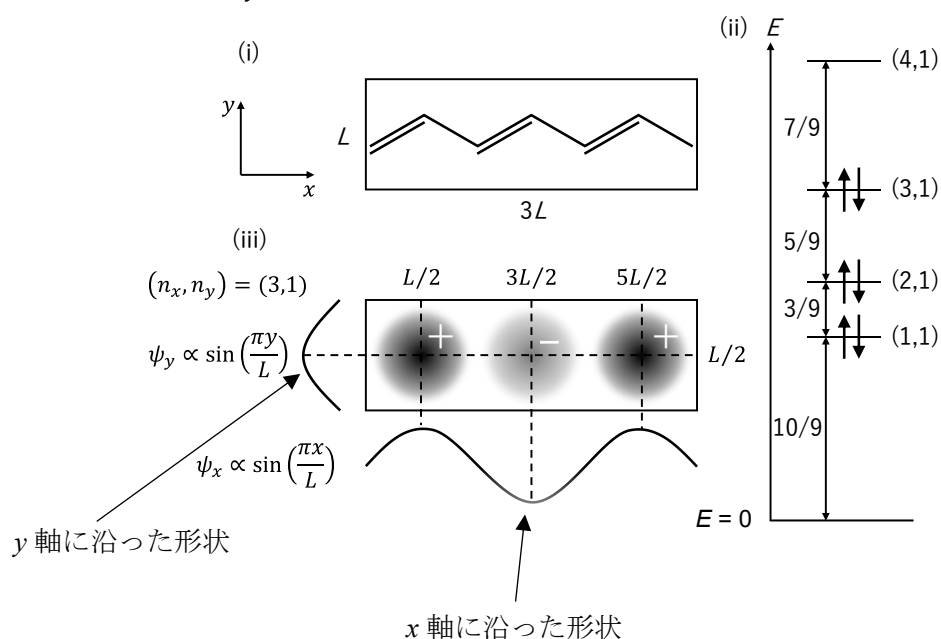 (i)
y
x
L
3L
(ii)
E
(4,1)
7/9
(3,1)
5/9
(2,1)
3/9
(1,1)
10/9
E = 0
(iii)
(n_x, n_y) = (3,1)
L/2
3L/2
5L/2
+
−
+
ψ_y ∝ sin(πy/L)
L/2
ψ_x ∝ sin(πx/L)
y 軸に沿った形状
x 軸に沿った形状